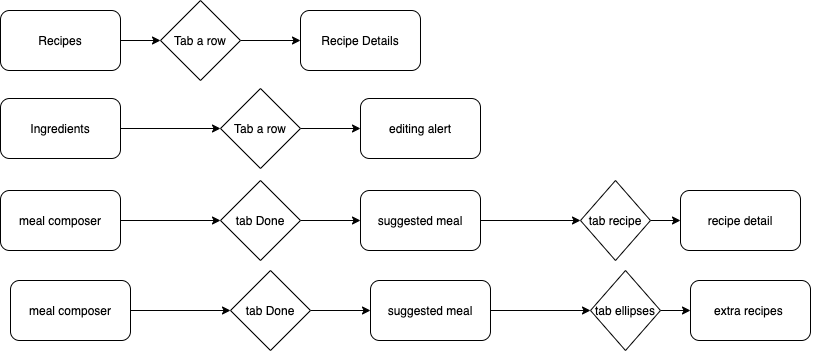 Recipes
Tab a row
Recipe Details
Ingredients
Tab a row
editing alert
meal composer
tab Done
suggested meal
tab recipe
recipe detail
meal composer
tab Done
suggested meal
tab ellipses
extra recipes